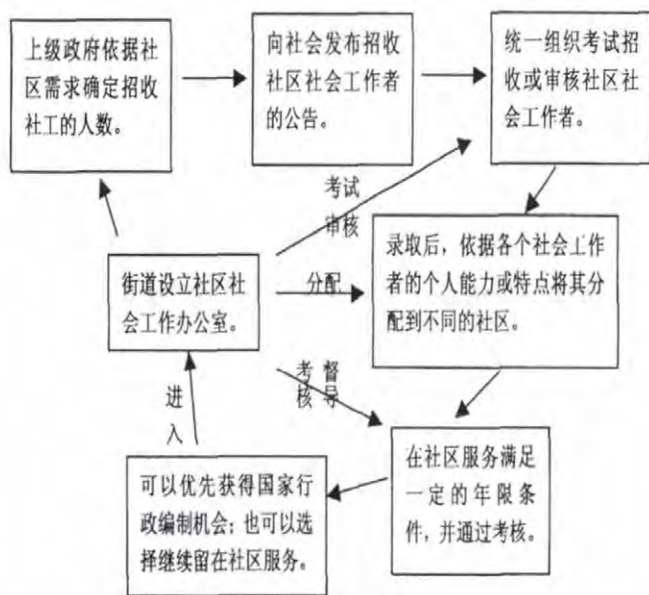 上级政府依据社
区需求确定招收
社工的人数。
向社会发布招收
社区社会工作者
的公告。
统一组织考试招
收或审核社区社
会工作者。
考试
审核
街道设立社区社
会工作办公室。
分配
录取后，依据各个社会工作
者的个人能力或特点将其分
配到不同的社区。
考核
督导
进入
可以优先获得国家行
政编制机会；也可以选
择继续留在社区服务。
在社区服务满足
一定的年限条
件，并通过考核。